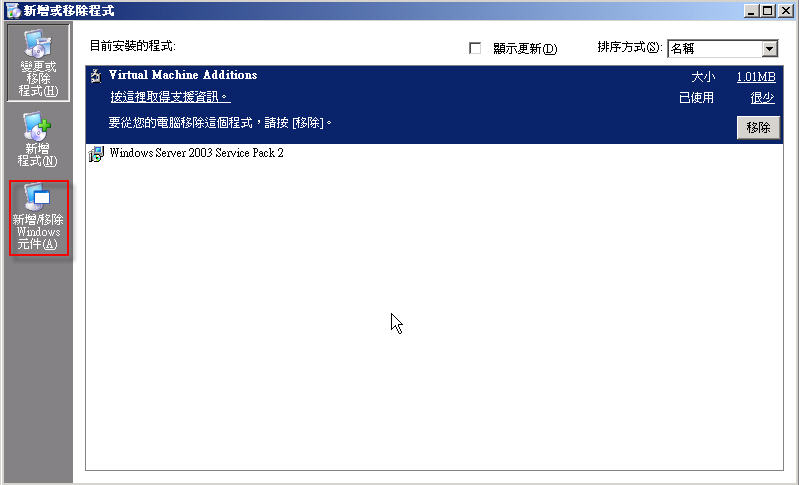 新增或移除程式
變更或
移除
程式(H)
新增
程式(N)
新增/移除
Windows
元件(A)
目前安裝的程式:
顯示更新(D)
排序方式(S):
名稱
Virtual Machine Additions
大小
1.01MB
按這裡取得支援資訊。
已使用
很少
要從您的電腦移除這個程式，請按 [移除]。
移除
Windows Server 2003 Service Pack 2